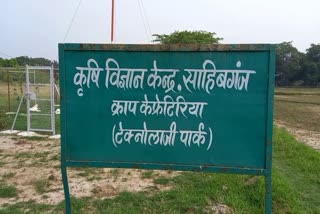 कृषि विज्ञान केन्द्र, साहिबगंज
क्राप केफ्रेटिरिया
(टेक्नोलाजी पार्क)